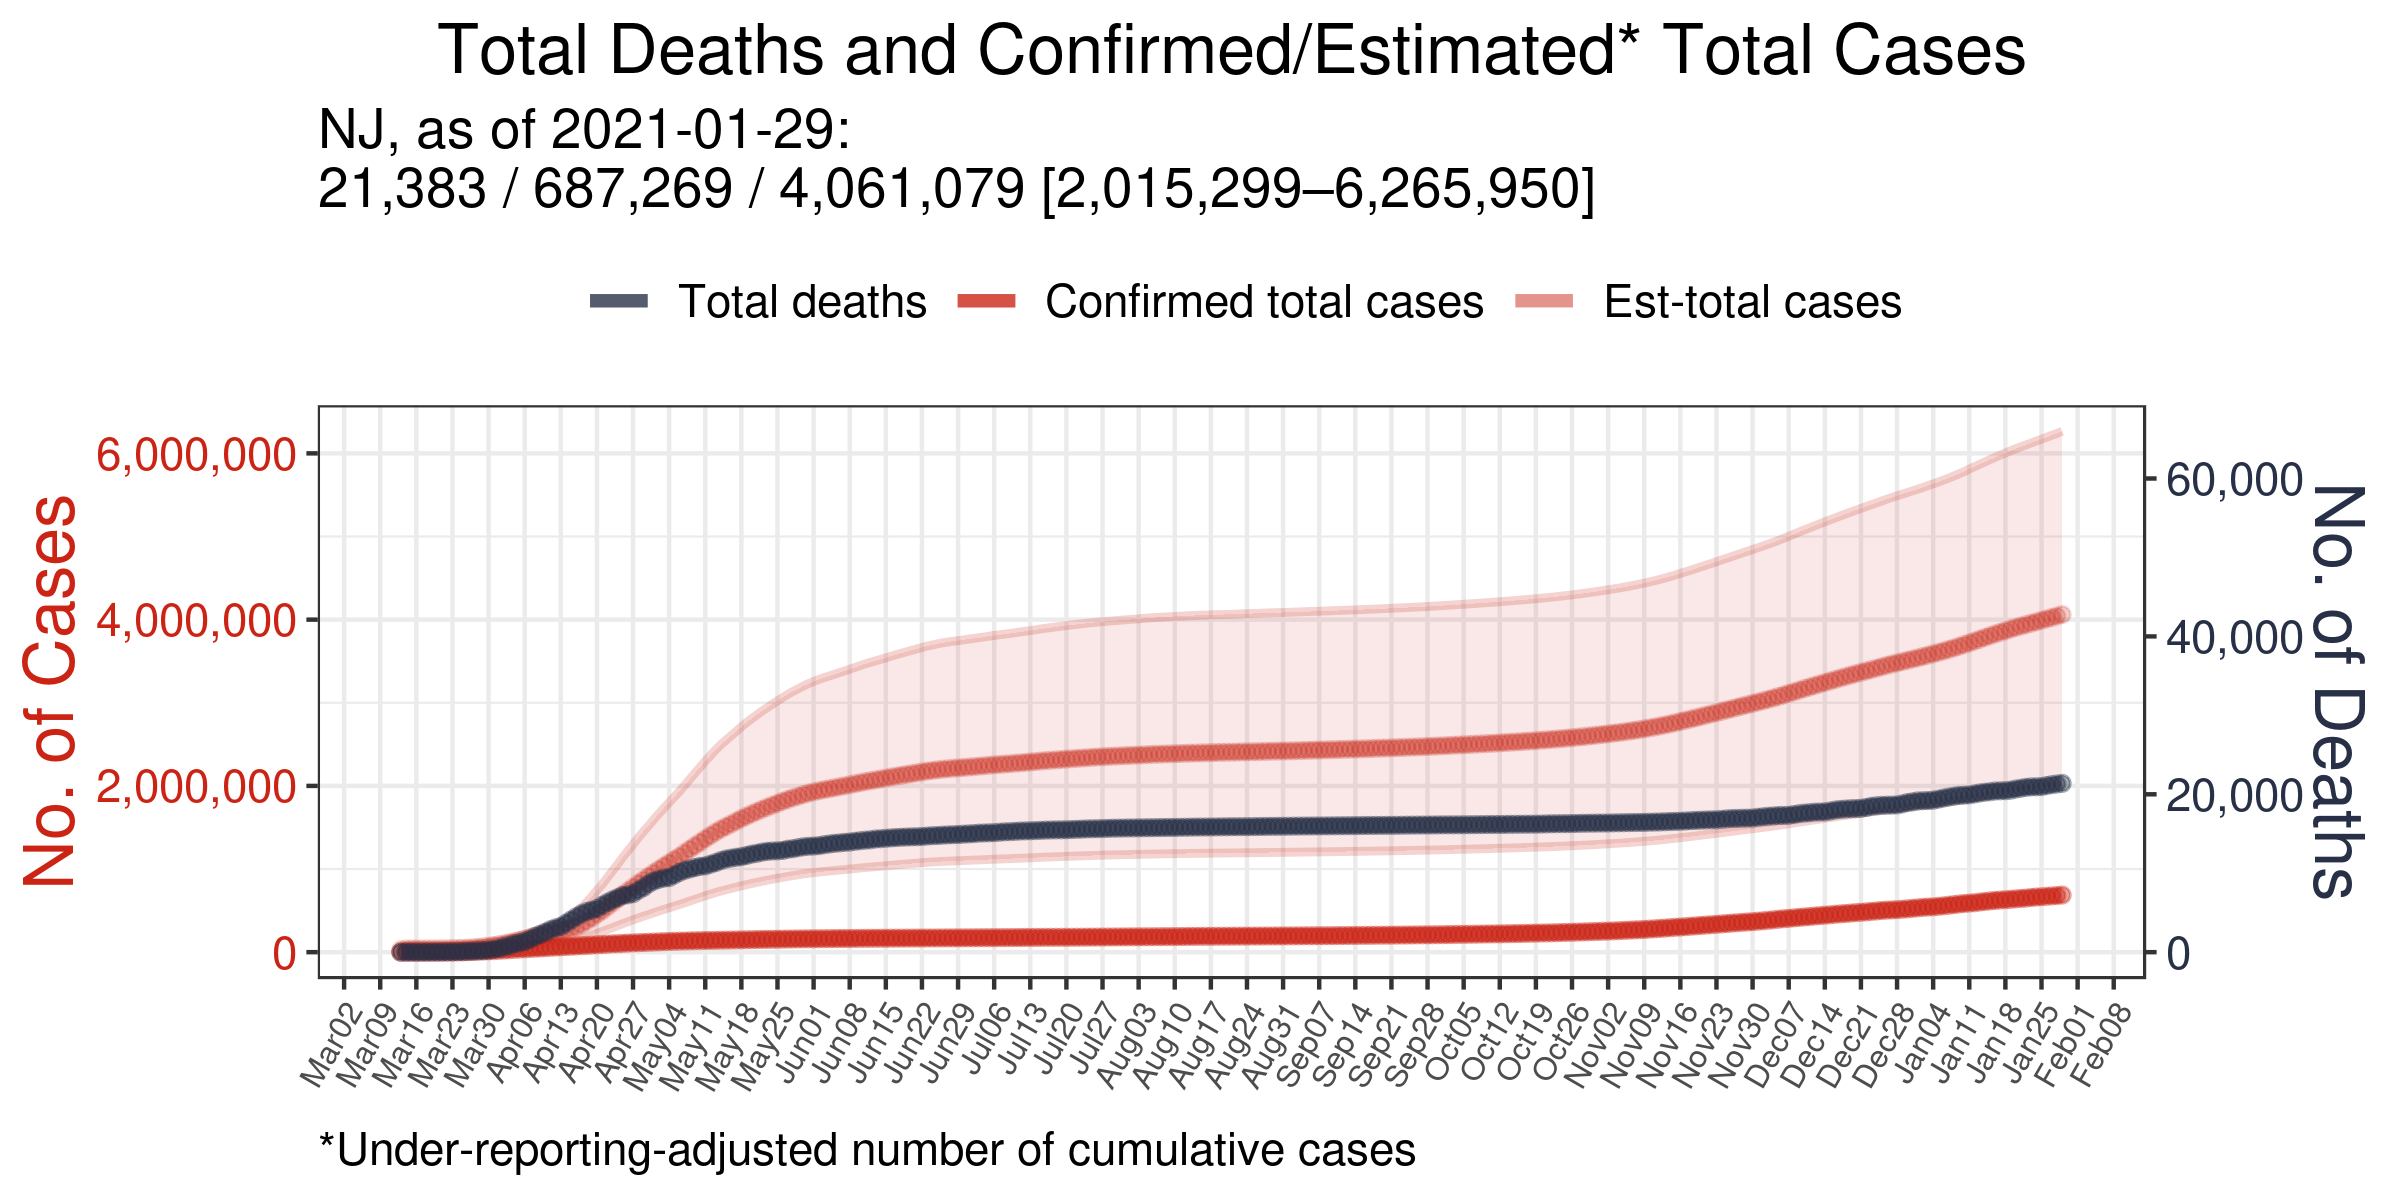 Total Deaths and Confirmed/Estimated* Total Cases
NJ, as of 2021-01-29:
21,383 / 687,269 / 4,061,079 [2,015,299–6,265,950]
Total deaths
Confirmed total cases
Est-total cases
No. of Cases
6,000,000
4,000,000
2,000,000
0
60,000
40,000
20,000
0
No. of Deaths
Mar02
Mar09
Mar16
Mar23
Mar30
Apr06
Apr13
Apr20
Apr27
May04
May11
May18
May25
Jun01
Jun08
Jun15
Jun22
Jun29
Jul06
Jul13
Jul20
Jul27
Aug03
Aug10
Aug17
Aug24
Aug31
Sep07
Sep14
Sep21
Sep28
Oct05
Oct12
Oct19
Oct26
Nov02
Nov09
Nov16
Nov23
Nov30
Dec07
Dec14
Dec21
Dec28
Jan04
Jan11
Jan18
Jan25
Feb01
Feb08
*Under-reporting-adjusted number of cumulative cases